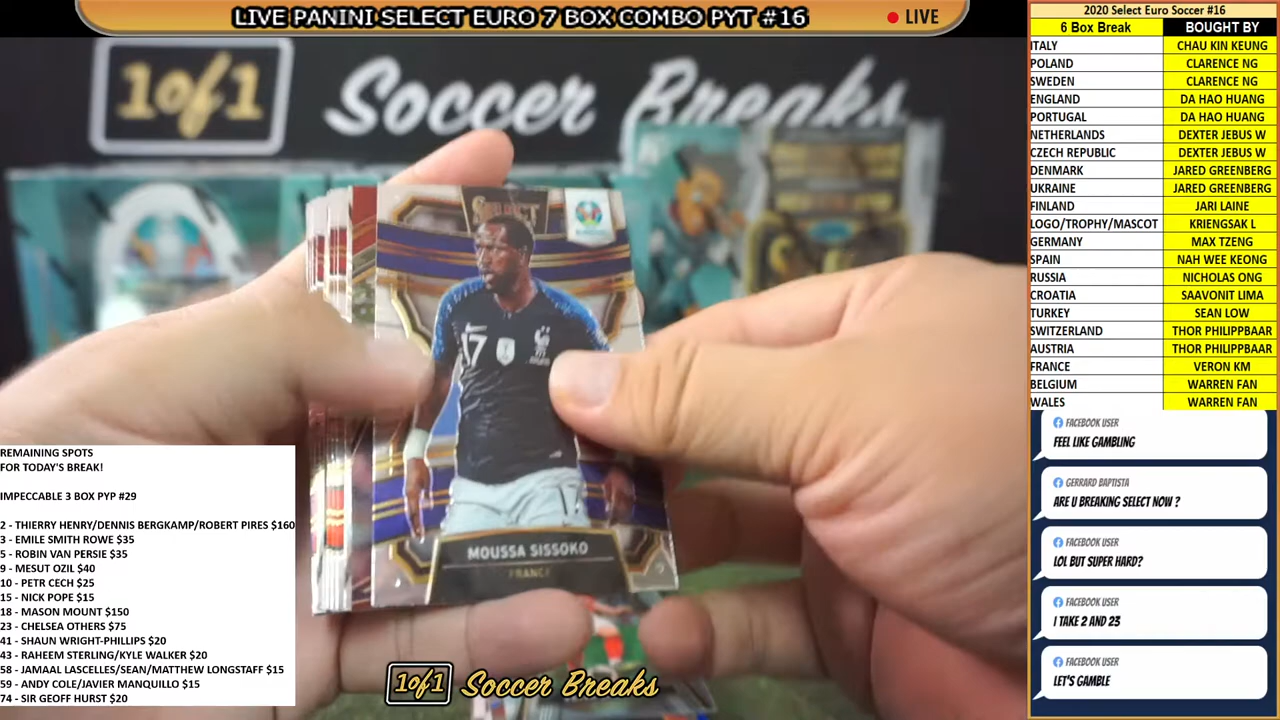 LIVE PANINI SELECT EURO 7 BOX COMBO PYT #16
LIVE
1of1 Soccer Breaks
SELECT
17
17
MOUSSA SISSOKO
FRANCE
1of1 Soccer Breaks
REMAINING SPOTS
FOR TODAY'S BREAK!
IMPECCABLE 3 BOX PYP #29
2 - THIERRY HENRY/DENNIS BERGKAMP/ROBERT PIRES $160
3 - EMILE SMITH ROWE $35
5 - ROBIN VAN PERSIE $35
9 - MESUT OZIL $40
10 - PETR CECH $25
15 - NICK POPE $15
18 - MASON MOUNT $150
23 - CHELSEA OTHERS $75
41 - SHAUN WRIGHT-PHILLIPS $20
43 - RAHEEM STERLING/KYLE WALKER $20
58 - JAMAAL LASCELLES/SEAN/MATTHEW LONGSTAFF $15
59 - ANDY COLE/JAVIER MANQUILLO $15
74 - SIR GEOFF HURST $20
2020 Select Euro Soccer #16
6 Box Break BOUGHT BY
ITALY CHAU KIN KEUNG
POLAND CLARENCE NG
SWEDEN CLARENCE NG
ENGLAND DA HAO HUANG
PORTUGAL DA HAO HUANG
NETHERLANDS DEXTER JEBUS W
CZECH REPUBLIC DEXTER JEBUS W
DENMARK JARED GREENBERG
UKRAINE JARED GREENBERG
FINLAND JARI LAINE
LOGO/TROPHY/MASCOT KRIENGSAK L
GERMANY MAX TZENG
SPAIN NAH WEE KEONG
RUSSIA NICHOLAS ONG
CROATIA SAAVONIT LIMA
TURKEY SEAN LOW
SWITZERLAND THOR PHILIPPBAAR
AUSTRIA THOR PHILIPPBAAR
FRANCE VERON KM
BELGIUM WARREN FAN
WALES WARREN FAN
FACEBOOK USER
FEEL LIKE GAMBLING
GERRARD BAPTISTA
ARE U BREAKING SELECT NOW ?
FACEBOOK USER
LOL BUT SUPER HARD?
FACEBOOK USER
I TAKE 2 AND 23
FACEBOOK USER
LET'S GAMBLE